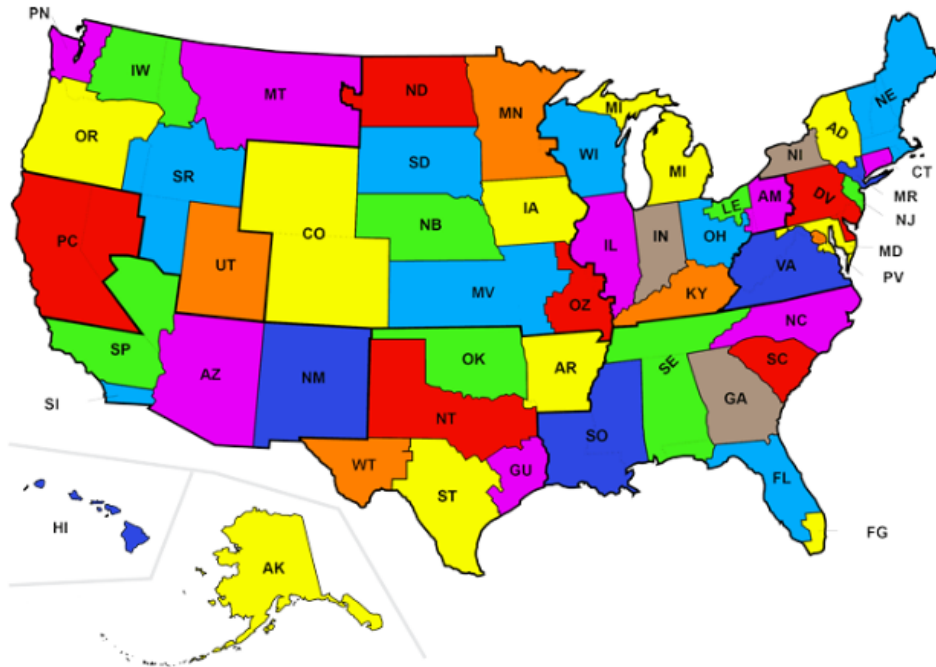 PN
IW
MT
ND
MN
MI
NE
AD
OR
NI
WI
SD
SR
MI
CT
AM
DV
MR
LE
IA
NJ
NB
CO
PC
IL
IN
OH
MD
UT
VA
PV
MV
KY
OZ
NC
SP
OK
SE
SC
AR
AZ
NM
GA
SI
NT
SO
WT
GU
FL
ST
HI
FG
AK